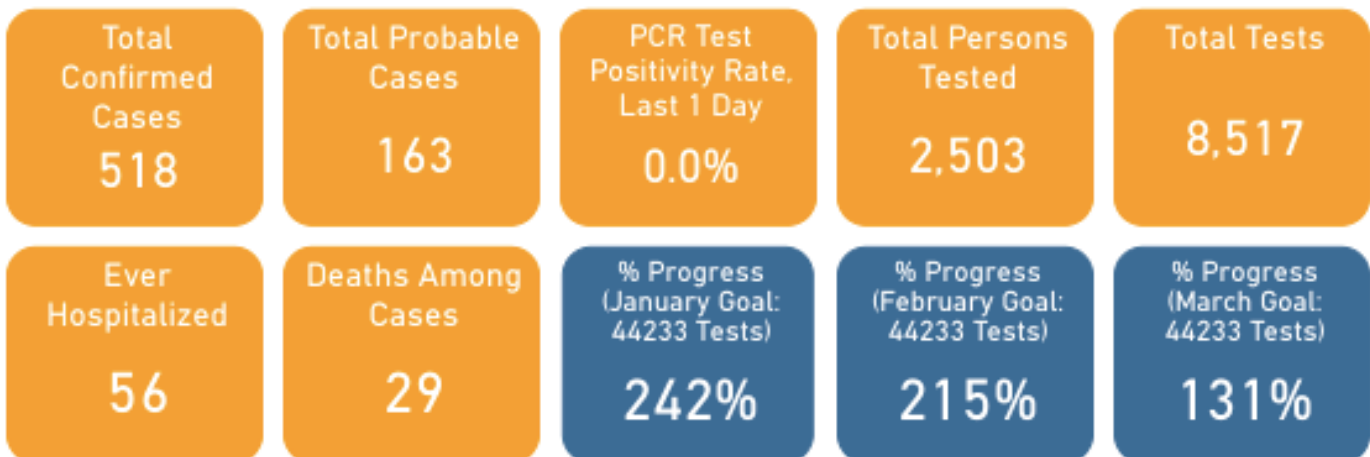 Total
Confirmed
Cases
518
Total Probable
Cases
163
PCR Test
Positivity Rate,
Last 1 Day
0.0%
Total Persons
Tested
2,503
Total Tests
8,517
Ever
Hospitalized
56
Deaths Among
Cases
29
% Progress
(January Goal:
44233 Tests)
242%
% Progress
(February Goal:
44233 Tests)
215%
% Progress
(March Goal:
44233 Tests)
131%